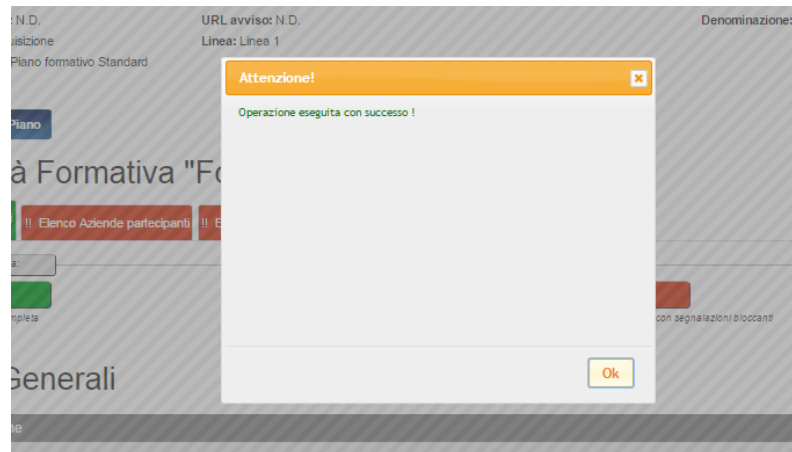 : N.D. URL avviso: N.D. Denominazione:
uisizione Linea: Linea 1
Piano formativo Standard
Attenzione!
Operazione eseguita con successo !
Piano
à Formativa "Fo
!! Elenco Aziende partecipanti !! E
a:
mpleta con segnalazioni bloccanti
Ok
Generali
ne